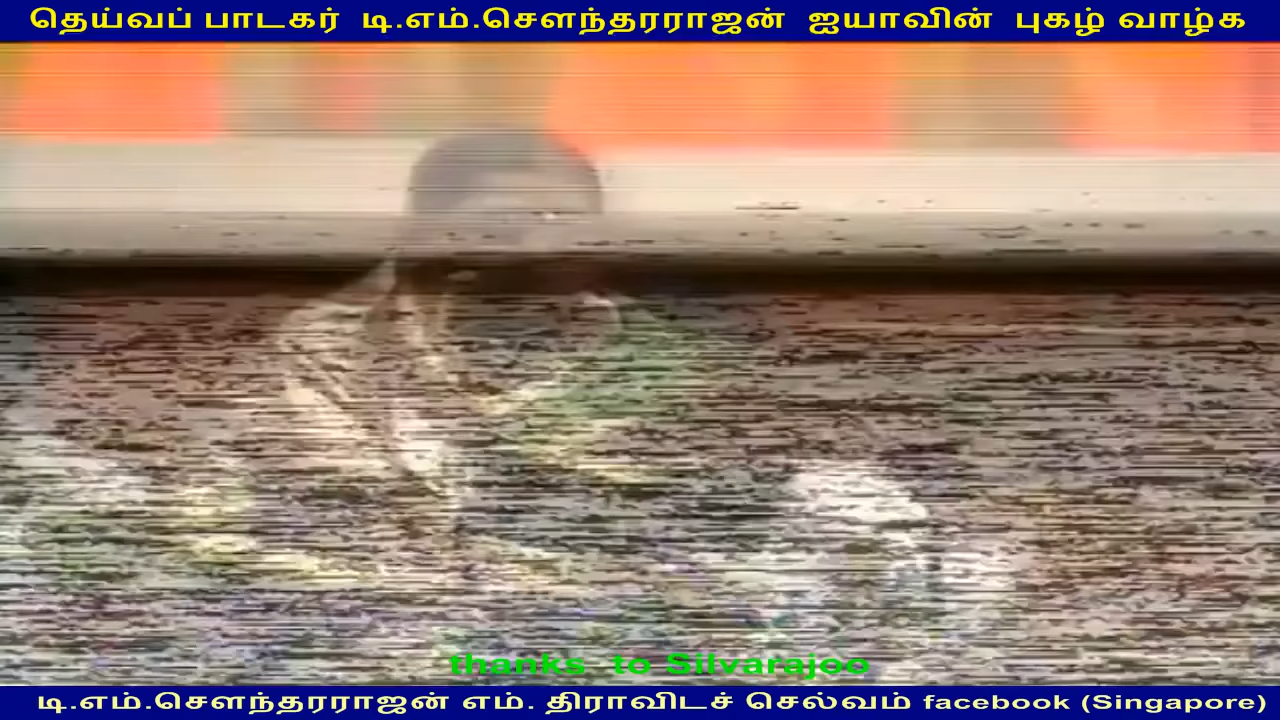 தெய்வப் பாடகர் டி.எம்.சௌந்தரராஜன் ஐயாவின் புகழ் வாழ்க
thanks to Silvarajoo
டி.எம்.சௌந்தரராஜன் எம். திராவிடச் செல்வம் facebook (Singapore)